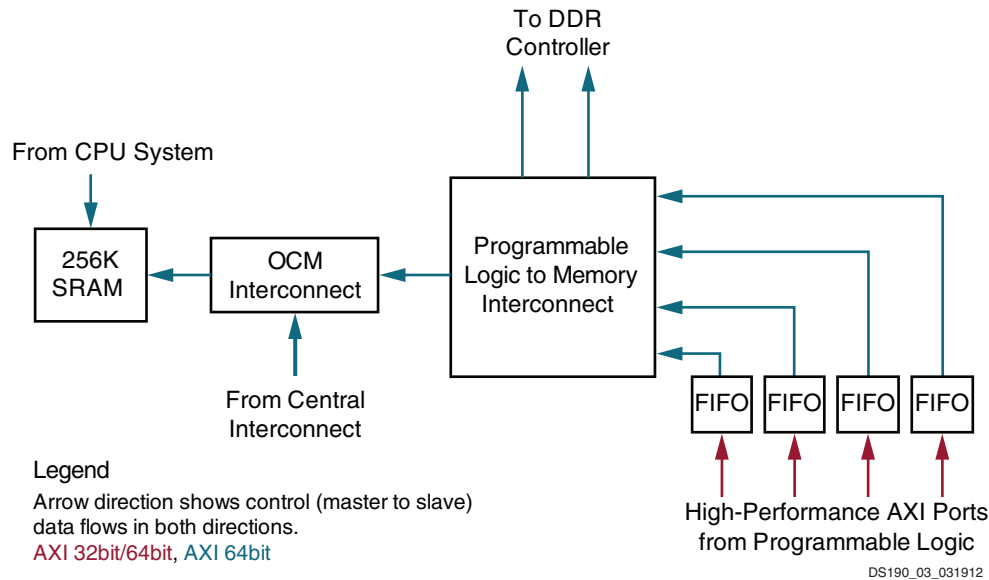 To DDR
Controller
From CPU System
256K
SRAM
OCM
Interconnect
Programmable
Logic to Memory
Interconnect
From Central
Interconnect
FIFO FIFO FIFO FIFO
High-Performance AXI Ports
from Programmable Logic
Legend
Arrow direction shows control (master to slave)
data flows in both directions.
AXI 32bit/64bit, AXI 64bit
DS190_03_031912